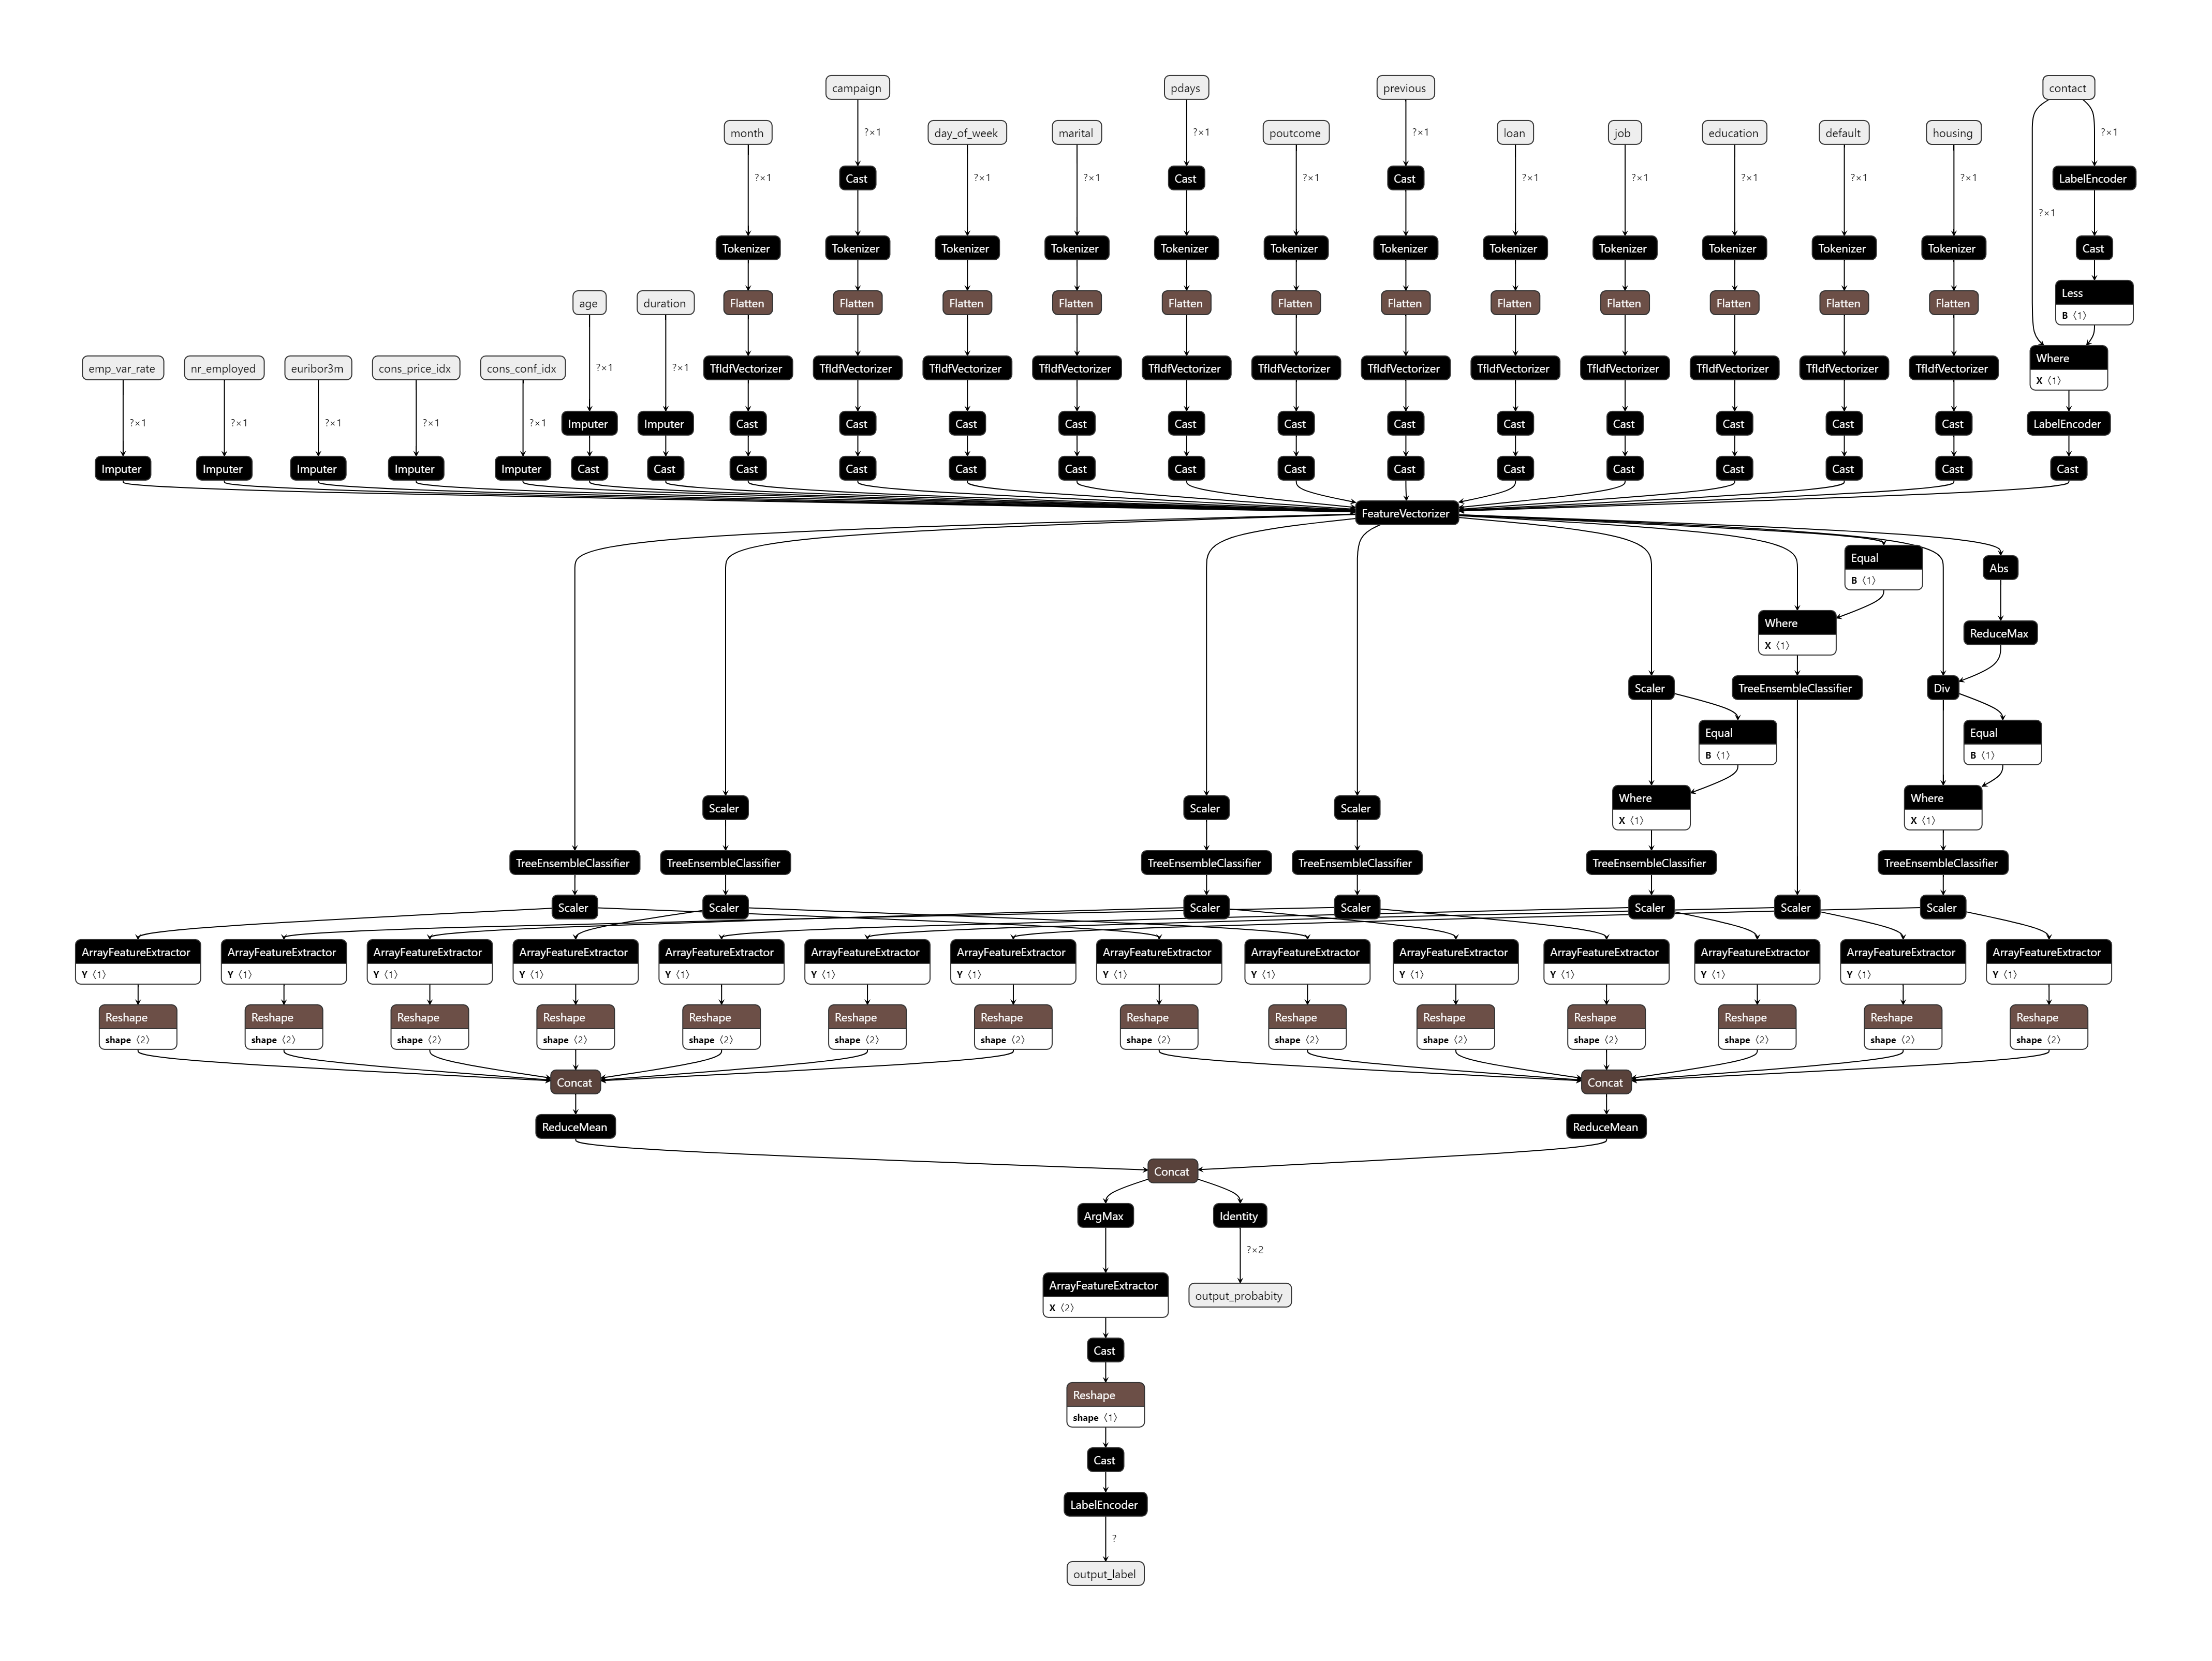 campaign pdays previous contact
month ?×1 day_of_week marital ?×1 poutcome ?×1 loan job education default housing ?×1
?×1 Cast ?×1 ?×1 Cast ?×1 Cast ?×1 ?×1 ?×1 ?×1 ?×1 LabelEncoder
?×1
Tokenizer Tokenizer Tokenizer Tokenizer Tokenizer Tokenizer Tokenizer Tokenizer Tokenizer Tokenizer Tokenizer Tokenizer Cast
age duration Flatten Flatten Flatten Flatten Flatten Flatten Flatten Flatten Flatten Flatten Flatten Flatten Less
B 〈1〉
Where
emp_var_rate nr_employed euribor3m cons_price_idx cons_conf_idx ?×1 ?×1 TfIdfVectorizer TfIdfVectorizer TfIdfVectorizer TfIdfVectorizer TfIdfVectorizer TfIdfVectorizer TfIdfVectorizer TfIdfVectorizer TfIdfVectorizer TfIdfVectorizer TfIdfVectorizer TfIdfVectorizer
X 〈1〉
?×1 ?×1 ?×1 ?×1 ?×1 Imputer Imputer Cast Cast Cast Cast Cast Cast Cast Cast Cast Cast Cast Cast LabelEncoder
Imputer Imputer Imputer Imputer Imputer Cast Cast Cast Cast Cast Cast Cast Cast Cast Cast Cast Cast Cast Cast Cast
FeatureVectorizer
Equal
B 〈1〉
Abs
Where
X 〈1〉
ReduceMax
Scaler TreeEnsembleClassifier Div
Equal Equal
B 〈1〉 B 〈1〉
Scaler Scaler Scaler Where Where
X 〈1〉 X 〈1〉
TreeEnsembleClassifier TreeEnsembleClassifier TreeEnsembleClassifier TreeEnsembleClassifier TreeEnsembleClassifier TreeEnsembleClassifier
Scaler Scaler Scaler Scaler Scaler Scaler Scaler
ArrayFeatureExtractor ArrayFeatureExtractor ArrayFeatureExtractor ArrayFeatureExtractor ArrayFeatureExtractor ArrayFeatureExtractor ArrayFeatureExtractor ArrayFeatureExtractor ArrayFeatureExtractor ArrayFeatureExtractor ArrayFeatureExtractor ArrayFeatureExtractor ArrayFeatureExtractor ArrayFeatureExtractor
Y 〈1〉 Y 〈1〉 Y 〈1〉 Y 〈1〉 Y 〈1〉 Y 〈1〉 Y 〈1〉 Y 〈1〉 Y 〈1〉 Y 〈1〉 Y 〈1〉 Y 〈1〉 Y 〈1〉 Y 〈1〉
Reshape Reshape Reshape Reshape Reshape Reshape Reshape Reshape Reshape Reshape Reshape Reshape Reshape Reshape
shape 〈2〉 shape 〈2〉 shape 〈2〉 shape 〈2〉 shape 〈2〉 shape 〈2〉 shape 〈2〉 shape 〈2〉 shape 〈2〉 shape 〈2〉 shape 〈2〉 shape 〈2〉 shape 〈2〉 shape 〈2〉
Concat Concat
ReduceMean ReduceMean
Concat
ArgMax Identity
?×2
ArrayFeatureExtractor output_probabity
X 〈2〉
Cast
Reshape
shape 〈1〉
Cast
LabelEncoder
?
output_label